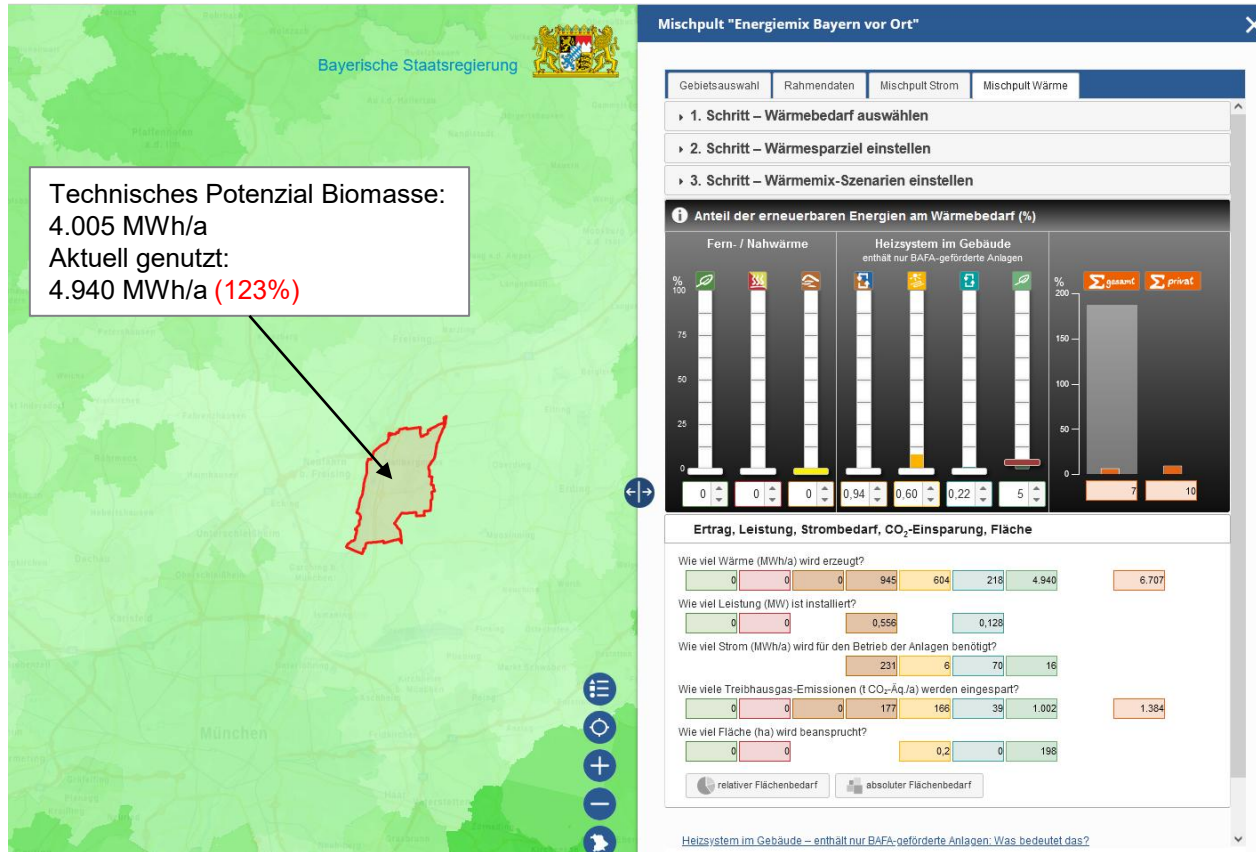 Bayerische Staatsregierung
Technisches Potenzial Biomasse:
4.005 MWh/a
Aktuell genutzt:
4.940 MWh/a (123%)
München
Freising
Erding
Dachau
Mischpult "Energiemix Bayern vor Ort"
Gebietsauswahl Rahmendaten Mischpult Strom Mischpult Wärme
1. Schritt – Wärmebedarf auswählen
2. Schritt – Wärmesparziel einstellen
3. Schritt – Wärmemix-Szenarien einstellen
Anteil der erneuerbaren Energien am Wärmebedarf (%)
Fern- / Nahwärme Heizsystem im Gebäude
enthält nur BAFA-geförderte Anlagen
% %
Σ gesamt Σ privat
100 200
75 150
50 100
25 50
0 0
0 0 0 0,94 0,60 0,22 5 7 10
Ertrag, Leistung, Strombedarf, CO₂-Einsparung, Fläche
Wie viel Wärme (MWh/a) wird erzeugt?
0 0 0 945 604 218 4.940 6.707
Wie viel Leistung (MW) ist installiert?
0 0 0,556 0,128
Wie viel Strom (MWh/a) wird für den Betrieb der Anlagen benötigt?
231 6 70 16
Wie viele Treibhausgas-Emissionen (t CO₂-Äq./a) werden eingespart?
0 0 0 177 166 39 1.002 1.384
Wie viel Fläche (ha) wird beansprucht?
0 0 0,2 0 198
relativer Flächenbedarf absoluter Flächenbedarf
Heizsystem im Gebäude – enthält nur BAFA-geförderte Anlagen: Was bedeutet das?